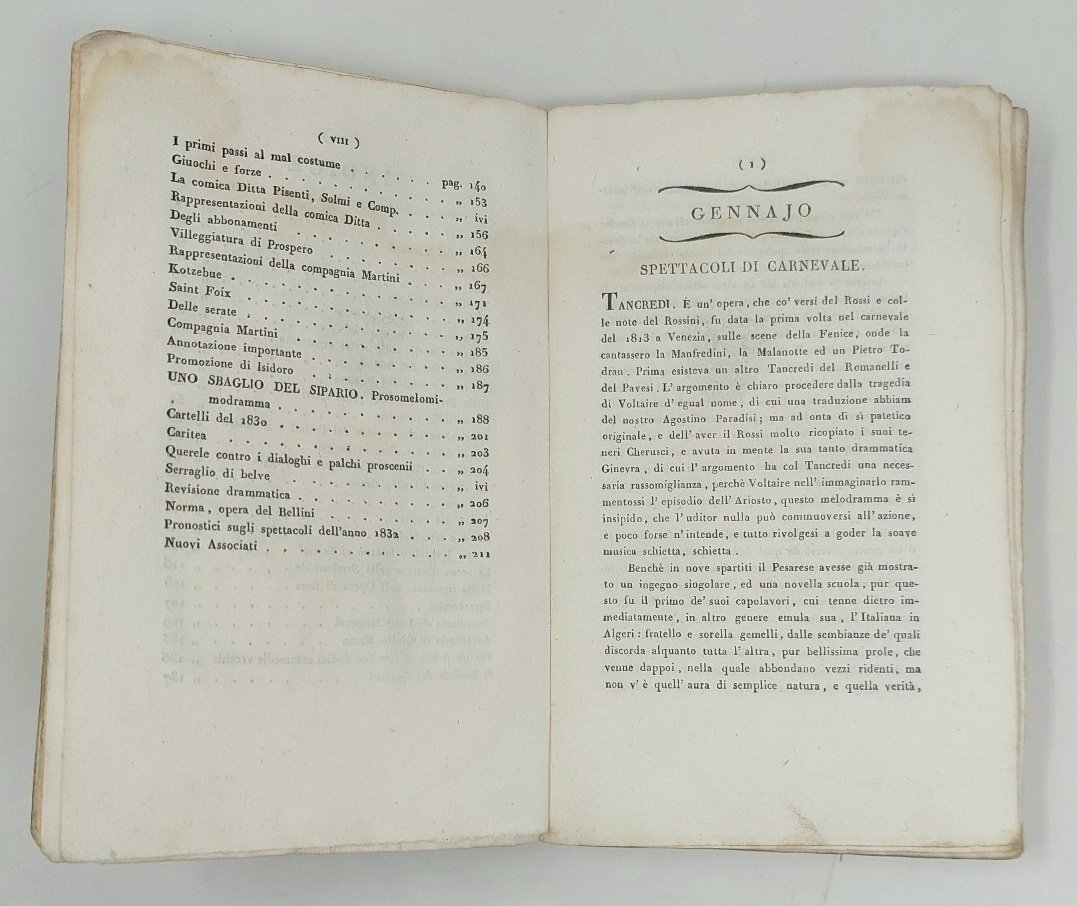 ( VIII )
I primi passi al mal costume . . . . . . pag. 140
Giuochi e forze . . . . . . . . . . „ 153
La comica Ditta Pisenti, Solmi e Comp. . . . „ ivi
Rappresentazioni della comica Ditta . . . . . „ 156
Degli abbonamenti . . . . . . . . . „ 164
Villeggiatura di Prospero . . . . . . . „ 166
Rappresentazioni della compagnia Martini . . . „ 167
Kotzebue . . . . . . . . . . . „ 171
Saint Foix . . . . . . . . . . . „ 174
Delle serate . . . . . . . . . . . „ 175
Compagnia Martini . . . . . . . . . „ 185
Annotazione importante . . . . . . . . „ 186
Promozione di Isidoro . . . . . . . . „ 187
UNO SBAGLIO DEL SIPARIO. Prosomelomi-
modramma . . . . . . . . . . „ 188
Cartelli del 1830 . . . . . . . . . . „ 201
Caritea . . . . . . . . . . . . „ 203
Querele contro i dialoghi e palchi proscenii . . „ 204
Serraglio di belve . . . . . . . . . „ ivi
Revisione drammatica . . . . . . . . . „ 206
Norma, opera del Bellini . . . . . . . „ 207
Pronostici sugli spettacoli dell'anno 1832 . . . „ 208
Nuovi Associati . . . . . . . . . . „ 211
( 1 )
GENNAJO
SPETTACOLI DI CARNEVALE.
TANCREDI. È un' opera, che co' versi del Rossi e col-
le note del Rossini, fu data la prima volta nel carnevale
del 1813 a Venezia, sulle scene della Fenice, onde la
cantassero la Manfredini, la Malanotte ed un Pietro To-
dran. Prima esisteva un altro Tancredi del Romanelli e
del Pavesi. L' argomento è chiaro procedere dalla tragedia
di Voltaire d' egual nome, di cui una traduzione abbiam
del nostro Agostino Paradisi; ma ad onta di sì patetico
originale, e dell' aver il Rossi molto ricopiato i suoi te-
neri Cherusci, e avuta in mente la sua tanto drammatica
Ginevra, di cui l' argomento ha col Tancredi una neces-
saria rassomiglianza, perchè Voltaire nell' immaginarlo ram-
mentossi l' episodio dell' Ariosto, questo melodramma è sì
insipido, che l' uditor nulla può commuoversi all' azione,
e poco forse n' intende, e tutto rivolgesi a goder la soave
musica schietta, schietta.
Benchè in nove spartiti il Pesarese avesse già mostra-
to un ingegno singolare, ed una novella scuola, pur que-
sto fu il primo de' suoi capolavori, cui tenne dietro im-
mediatamente, in altro genere emula sua, l' Italiana in
Algeri: fratello e sorella gemelli, dalle sembianze de' quali
discorda alquanto tutta l' altra, pur bellissima prole, che
venne dappoi, nella quale abbondano vezzi ridenti, ma
non v' è quell' aura di semplice natura, e quella verità,